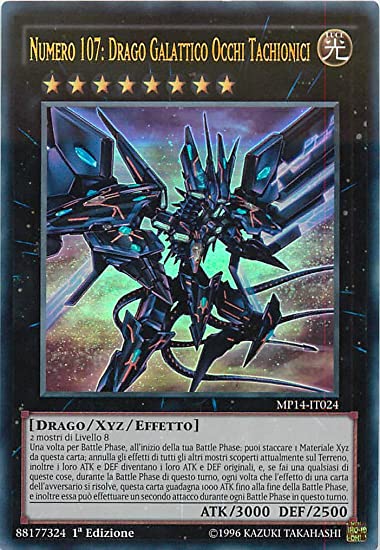 Numero 107: Drago Galattico Occhi Tachionici
光
MP14-IT024
[Drago/Xyz/Effetto]
2 mostri di Livello 8
Una volta per Battle Phase, all'inizio della tua Battle Phase: puoi staccare 1 Materiale Xyz
da questa carta; annulla gli effetti di tutti gli altri mostri scoperti attualmente sul Terreno,
inoltre i loro ATK e DEF diventano i loro ATK e DEF originali, e, se fai una qualsiasi di
queste cose, durante la Battle Phase di questo turno, ogni volta che l'effetto di una carta
dell'avversario si risolve, questa carta guadagna 1000 ATK fino alla fine della Battle Phase,
e inoltre essa può effettuare un secondo attacco durante ogni Battle Phase in questo turno.
ATK/3000 DEF/2500
88177324 1ª Edizione ©1996 KAZUKI TAKAHASHI